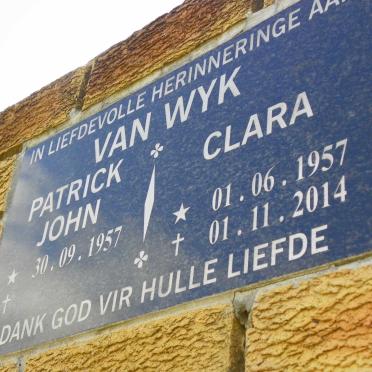 IN LIEFDEVOLLE HERINNERINGE AAN
VAN WYK
PATRICK
JOHN
30.09.1957
CLARA
01.06.1957
01.11.2014
DANK GOD VIR HULLE LIEFDE